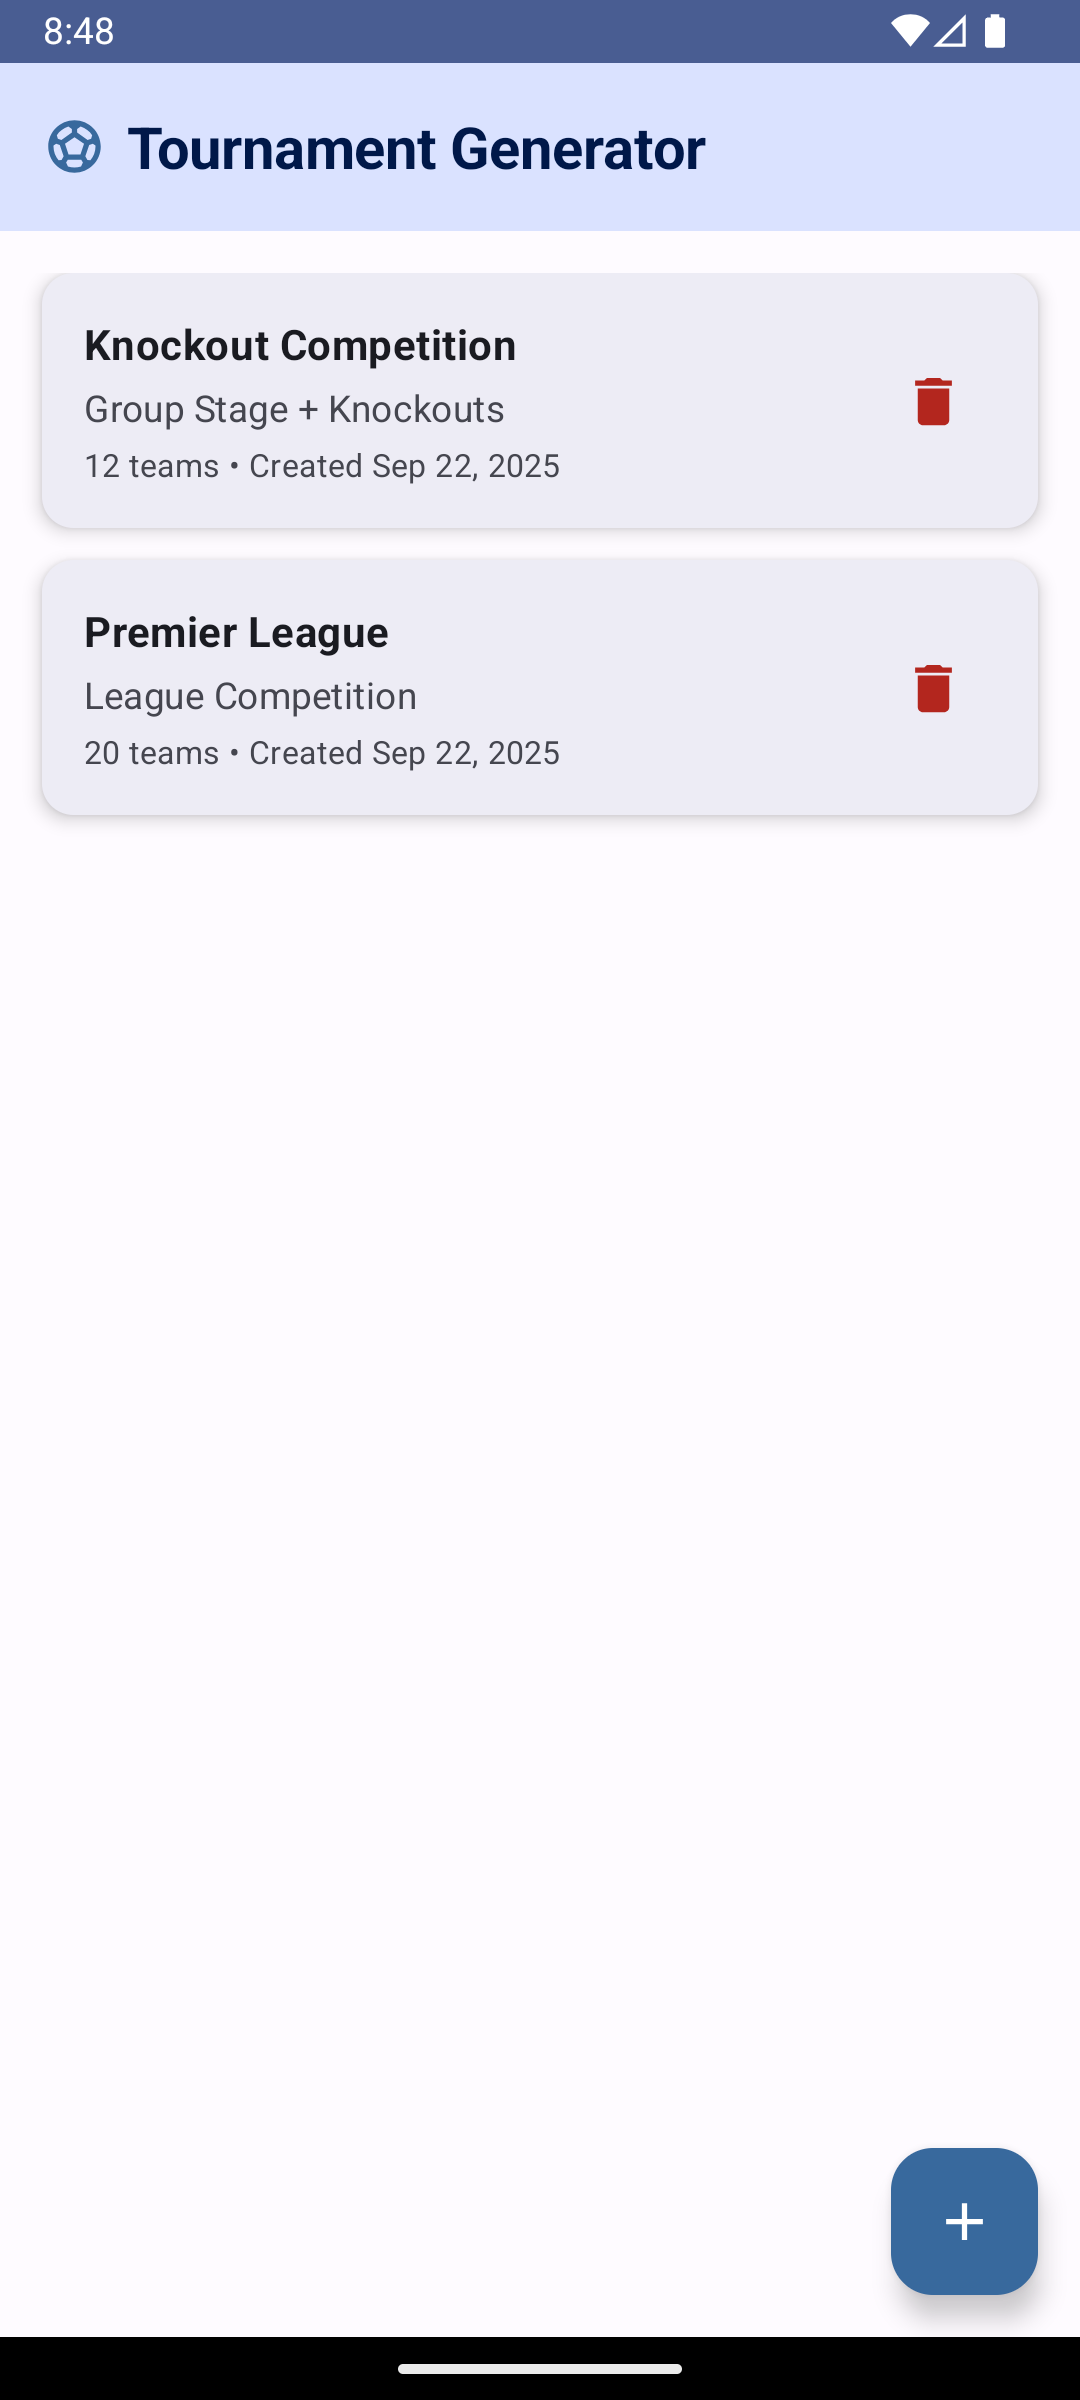 8:48
Tournament Generator
Knockout Competition
Group Stage + Knockouts
12 teams • Created Sep 22, 2025
Premier League
League Competition
20 teams • Created Sep 22, 2025